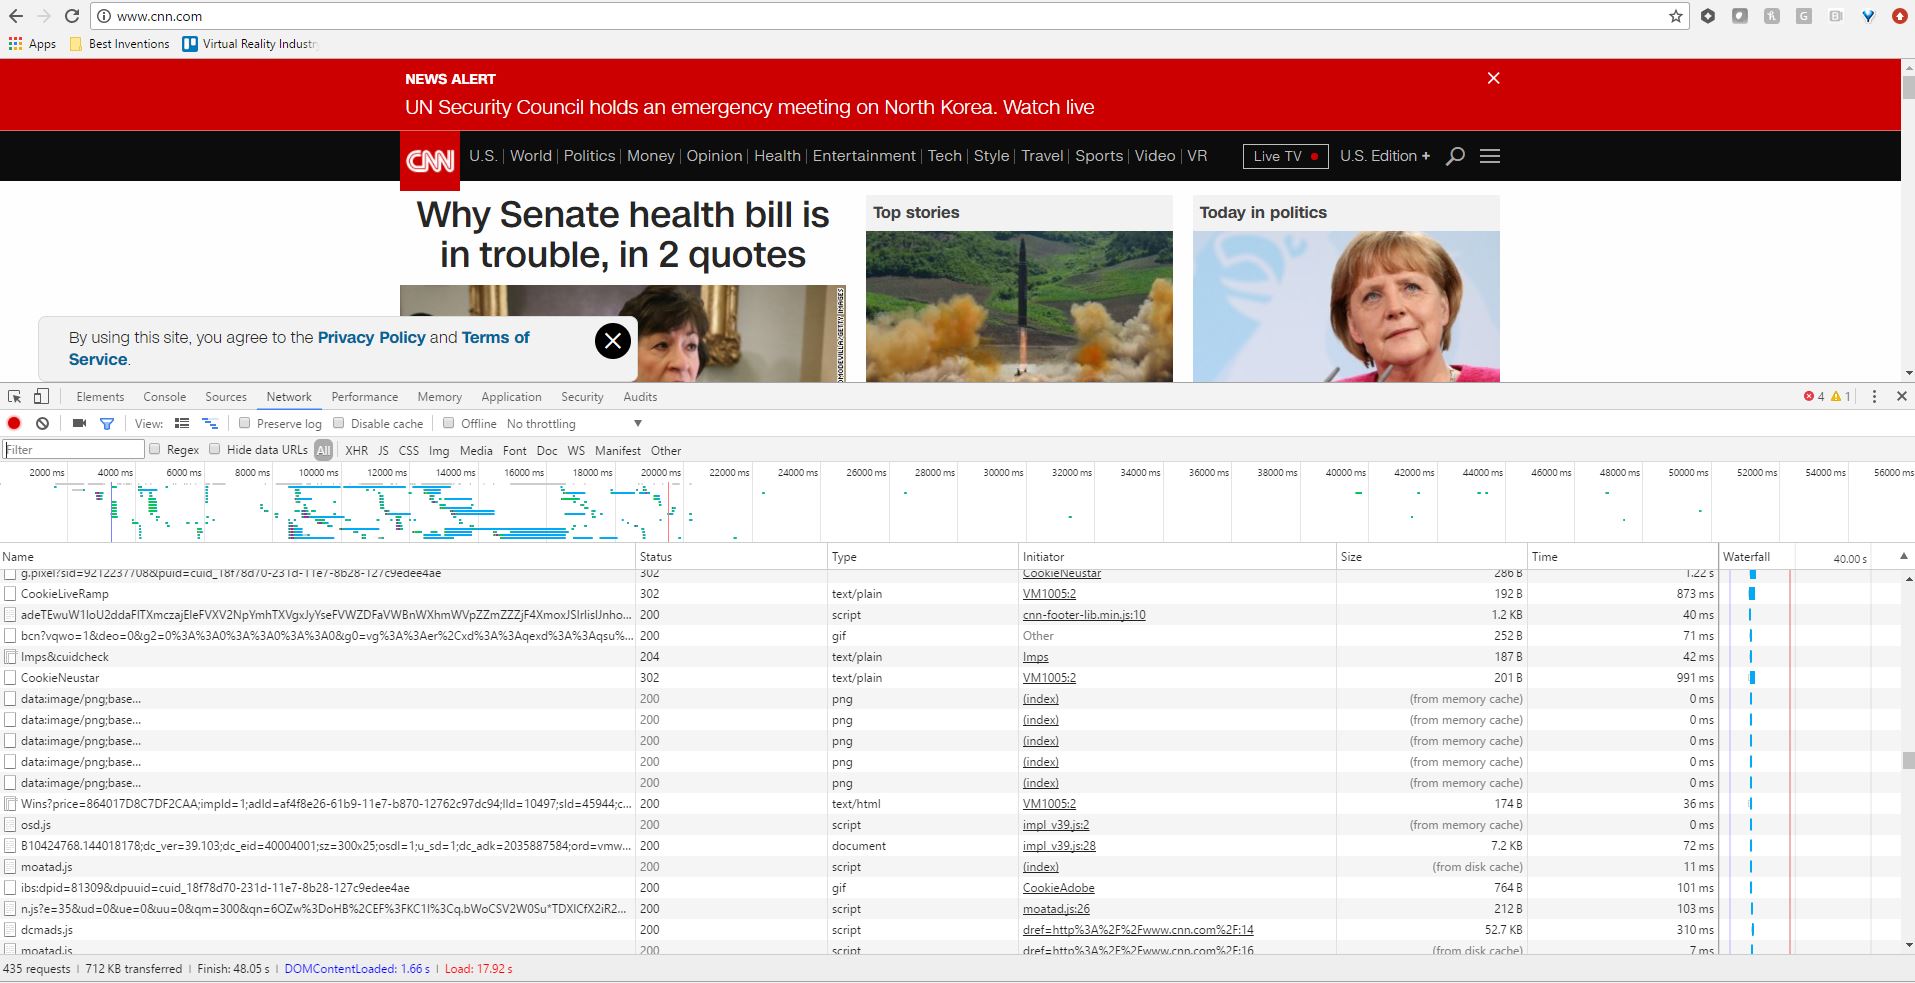 www.cnn.com
Apps Best Inventions Virtual Reality Industr
NEWS ALERT
UN Security Council holds an emergency meeting on North Korea. Watch live
CNN U.S. World Politics Money Opinion Health Entertainment Tech Style Travel Sports Video VR Live TV U.S. Edition +
Why Senate health bill is
in trouble, in 2 quotes
Top stories
Today in politics
By using this site, you agree to the Privacy Policy and Terms of
Service.
Elements Console Sources Network Performance Memory Application Security Audits 4 1
View: Preserve log Disable cache Offline No throttling
Filter Regex Hide data URLs All XHR JS CSS Img Media Font Doc WS Manifest Other
2000 ms 4000 ms 6000 ms 8000 ms 10000 ms 12000 ms 14000 ms 16000 ms 18000 ms 20000 ms 22000 ms 24000 ms 26000 ms 28000 ms 30000 ms 32000 ms 34000 ms 36000 ms 38000 ms 40000 ms 42000 ms 44000 ms 46000 ms 48000 ms 50000 ms 52000 ms 54000 ms 56000 ms
Name Status Type Initiator Size Time Waterfall 40.00 s
g.pixel?sid=9212237708&puid=cuid_18f78d70-231d-11e7-8b28-127c9edee4ae 302 CookieNeustar 286 B 1.22 s
CookieLiveRamp 302 text/plain VM1005:2 192 B 873 ms
200 script cnn-footer-lib.min.js:10 1.2 KB 40 ms
bcn?vqwo=1&deo=0&g2=0%3A%3A0%3A%3A0%3A%3A0&g0=vg%3A%3Aer%2Cxd%3A%3Aqexd%3A%3Aqsu%... 200 gif Other 252 B 71 ms
Imps&cuidcheck 204 text/plain Imps 187 B 42 ms
CookieNeustar 302 text/plain VM1005:2 201 B 991 ms
data:image/png;base... 200 png (index) (from memory cache) 0 ms
data:image/png;base... 200 png (index) (from memory cache) 0 ms
data:image/png;base... 200 png (index) (from memory cache) 0 ms
data:image/png;base... 200 png (index) (from memory cache) 0 ms
data:image/png;base... 200 png (index) (from memory cache) 0 ms
Wins?price=864017D8C7DF2CAA;impId=1;adId=af4f8e26-61b9-11e7-b870-12762c97dc94;lId=10497;sId=45944;c... 200 text/html VM1005:2 174 B 36 ms
osd.js 200 script impl_v39.js:2 (from memory cache) 0 ms
B10424768.144018178;dc_ver=39.103;dc_eid=40004001;sz=300x25;osdl=1;u_sd=1;dc_adk=2035887584;ord=vmw... 200 document impl_v39.js:28 7.2 KB 72 ms
moatad.js 200 script (index) (from disk cache) 11 ms
ibs:dpid=81309&dpuuid=cuid_18f78d70-231d-11e7-8b28-127c9edee4ae 200 gif CookieAdobe 764 B 101 ms
n.js?e=35&ud=0&ue=0&uu=0&qm=300&qn=6OZw%3DoHB%2CEF%3FKC1I%3Cq.bWoCSV2W0Su*TDXICfX2iR2... 200 script moatad.js:26 212 B 103 ms
dcmads.js 200 script dref=http%3A%2F%2Fwww.cnn.com%2F:14 52.7 KB 310 ms
moatad.js 200 script dref=http%3A%2F%2Fwww.cnn.com%2F:16 (from disk cache) 7 ms
435 requests | 712 KB transferred | Finish: 48.05 s | DOMContentLoaded: 1.66 s | Load: 17.92 s